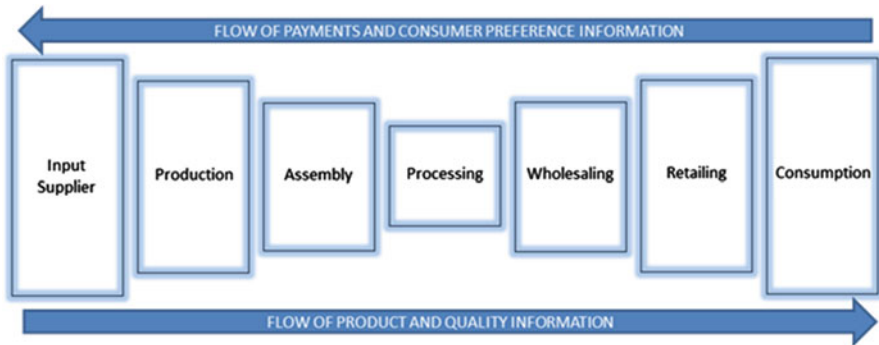 FLOW OF PAYMENTS AND CONSUMER PREFERENCE INFORMATION
Input
Supplier
Production
Assembly
Processing
Wholesaling
Retailing
Consumption
FLOW OF PRODUCT AND QUALITY INFORMATION